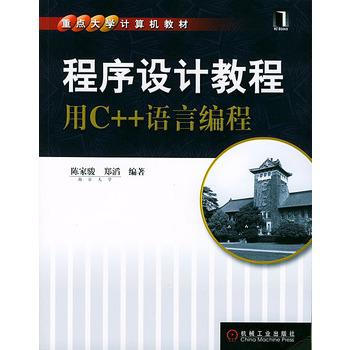 重点大学计算机教材
HZ Books
程序设计教程
用C++语言编程
陈家骏 郑滔 编著
南京大学
机械工业出版社
China Machine Press